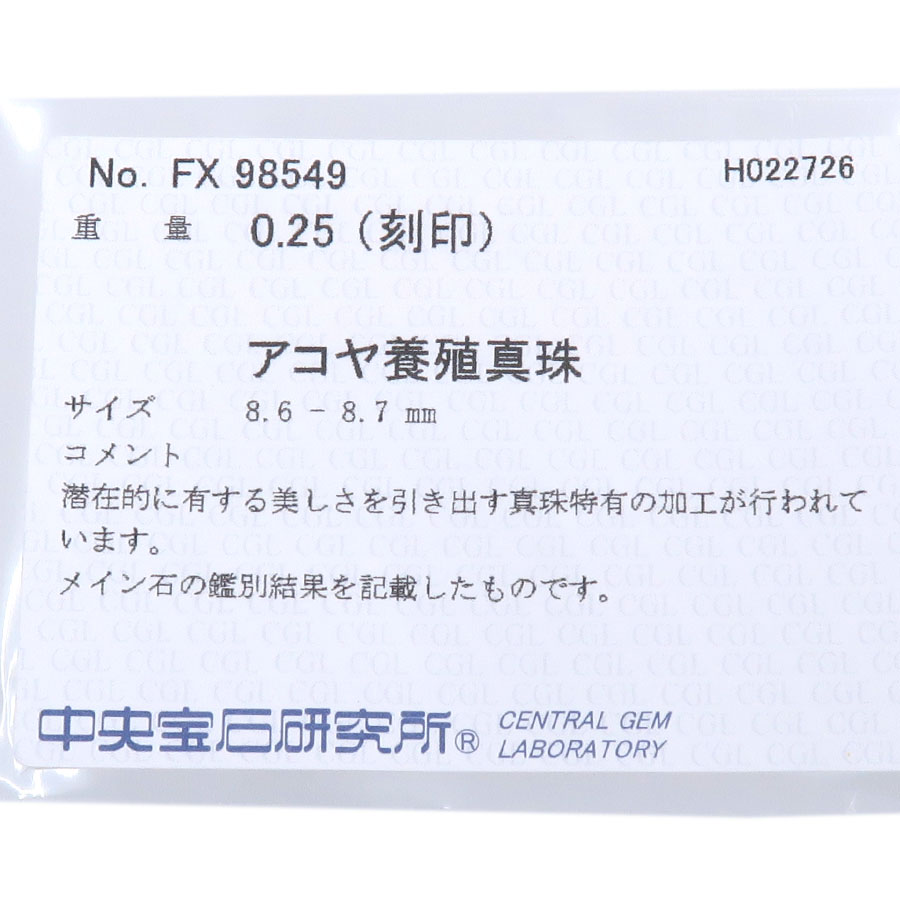 No. FX 98549 H022726
重 量 0.25（刻印）
アコヤ養殖真珠
サイズ 8.6 − 8.7 mm
コメント
潜在的に有する美しさを引き出す真珠特有の加工が行われて
います。
メイン石の鑑別結果を記載したものです。
中央宝石研究所® CENTRAL GEM
LABORATORY